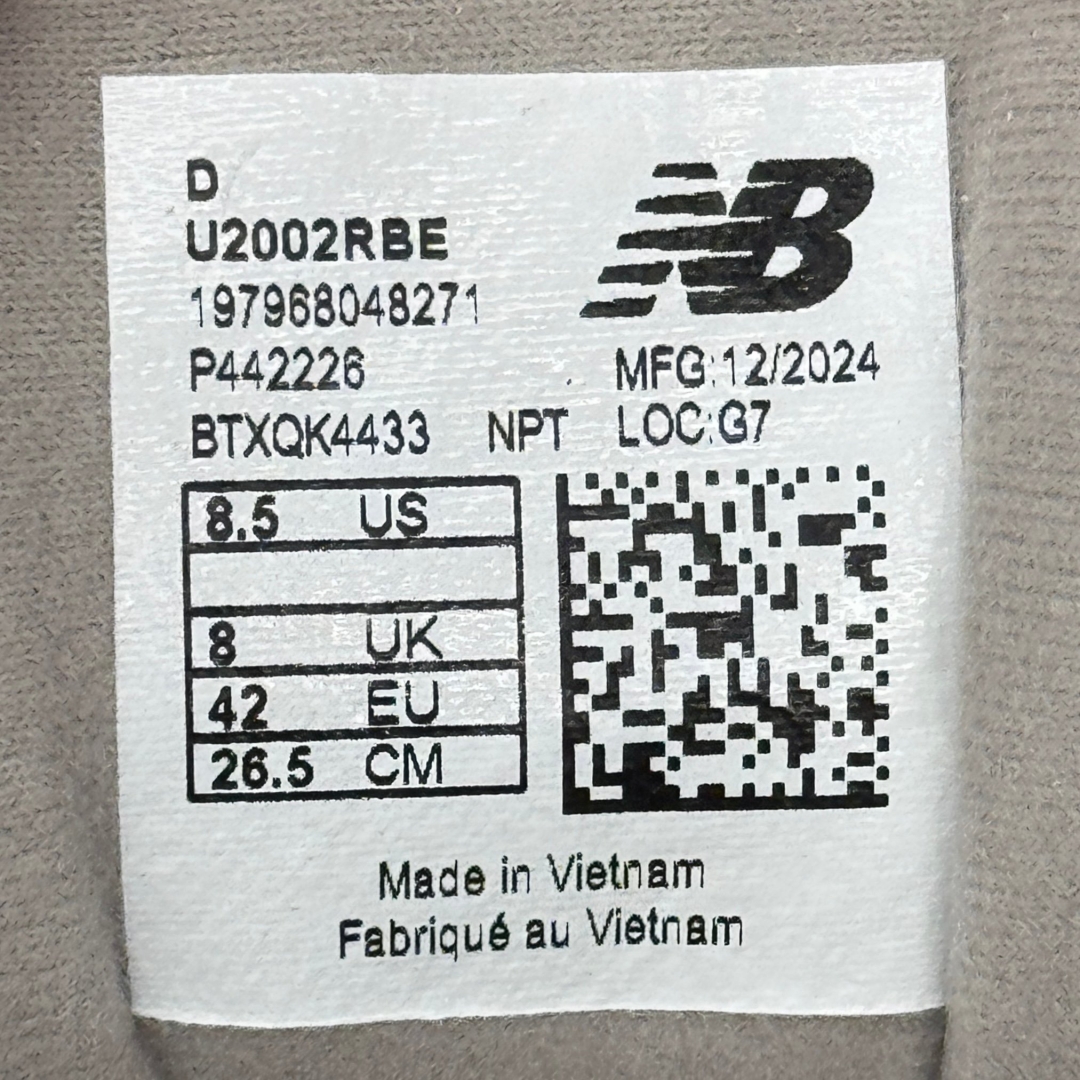 D
U2002RBE
NB
197968048271
P442226 MFG:12/2024
BTXQK4433 NPT LOC:G7
8.5 US
8 UK
42 EU
26.5 CM
Made in Vietnam
Fabriqué au Vietnam